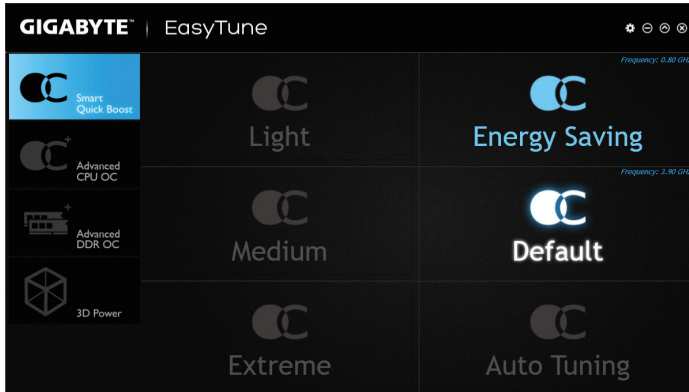 GIGABYTE™ | EasyTune
Smart
Quick Boost
Advanced
CPU OC
Advanced
DDR OC
3D Power
Light
Frequency: 0.80 GH
Energy Saving
Medium
Frequency: 3.90 GH
Default
Extreme
Auto Tuning